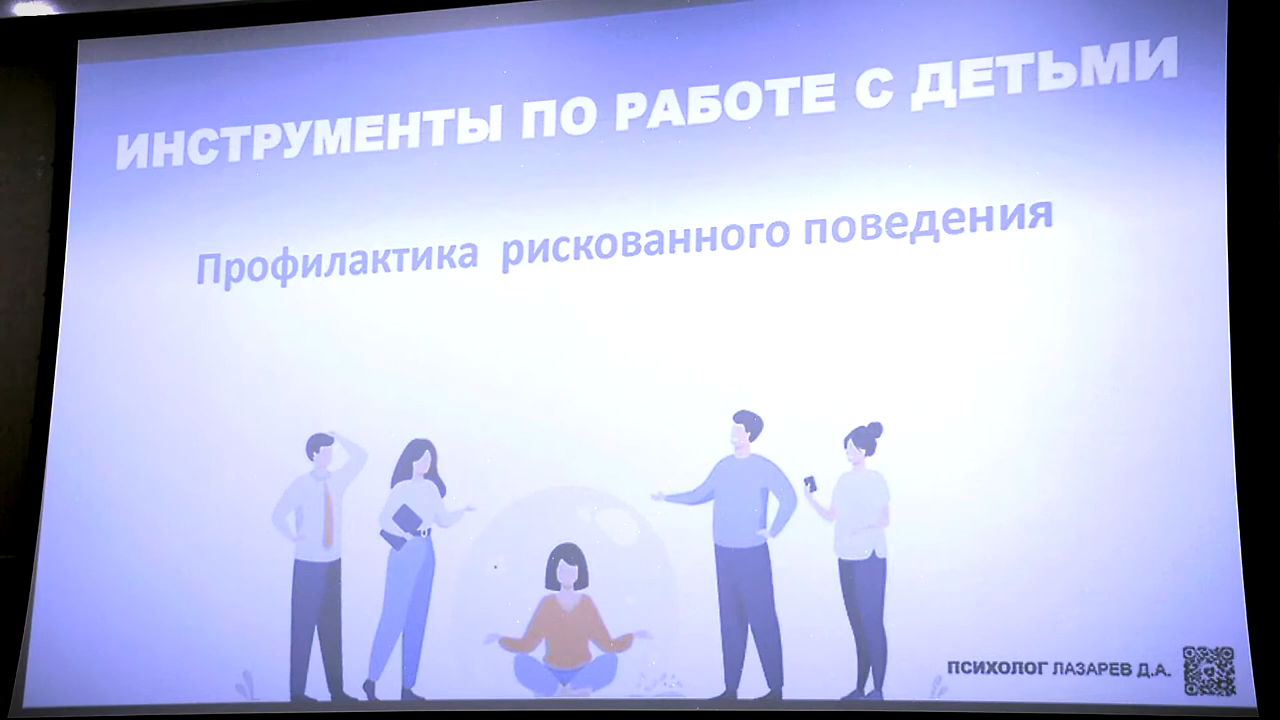 ИНСТРУМЕНТЫ ПО РАБОТЕ С ДЕТЬМИ
Профилактика рискованного поведения
ПСИХОЛОГ ЛАЗАРЕВ Д.А.